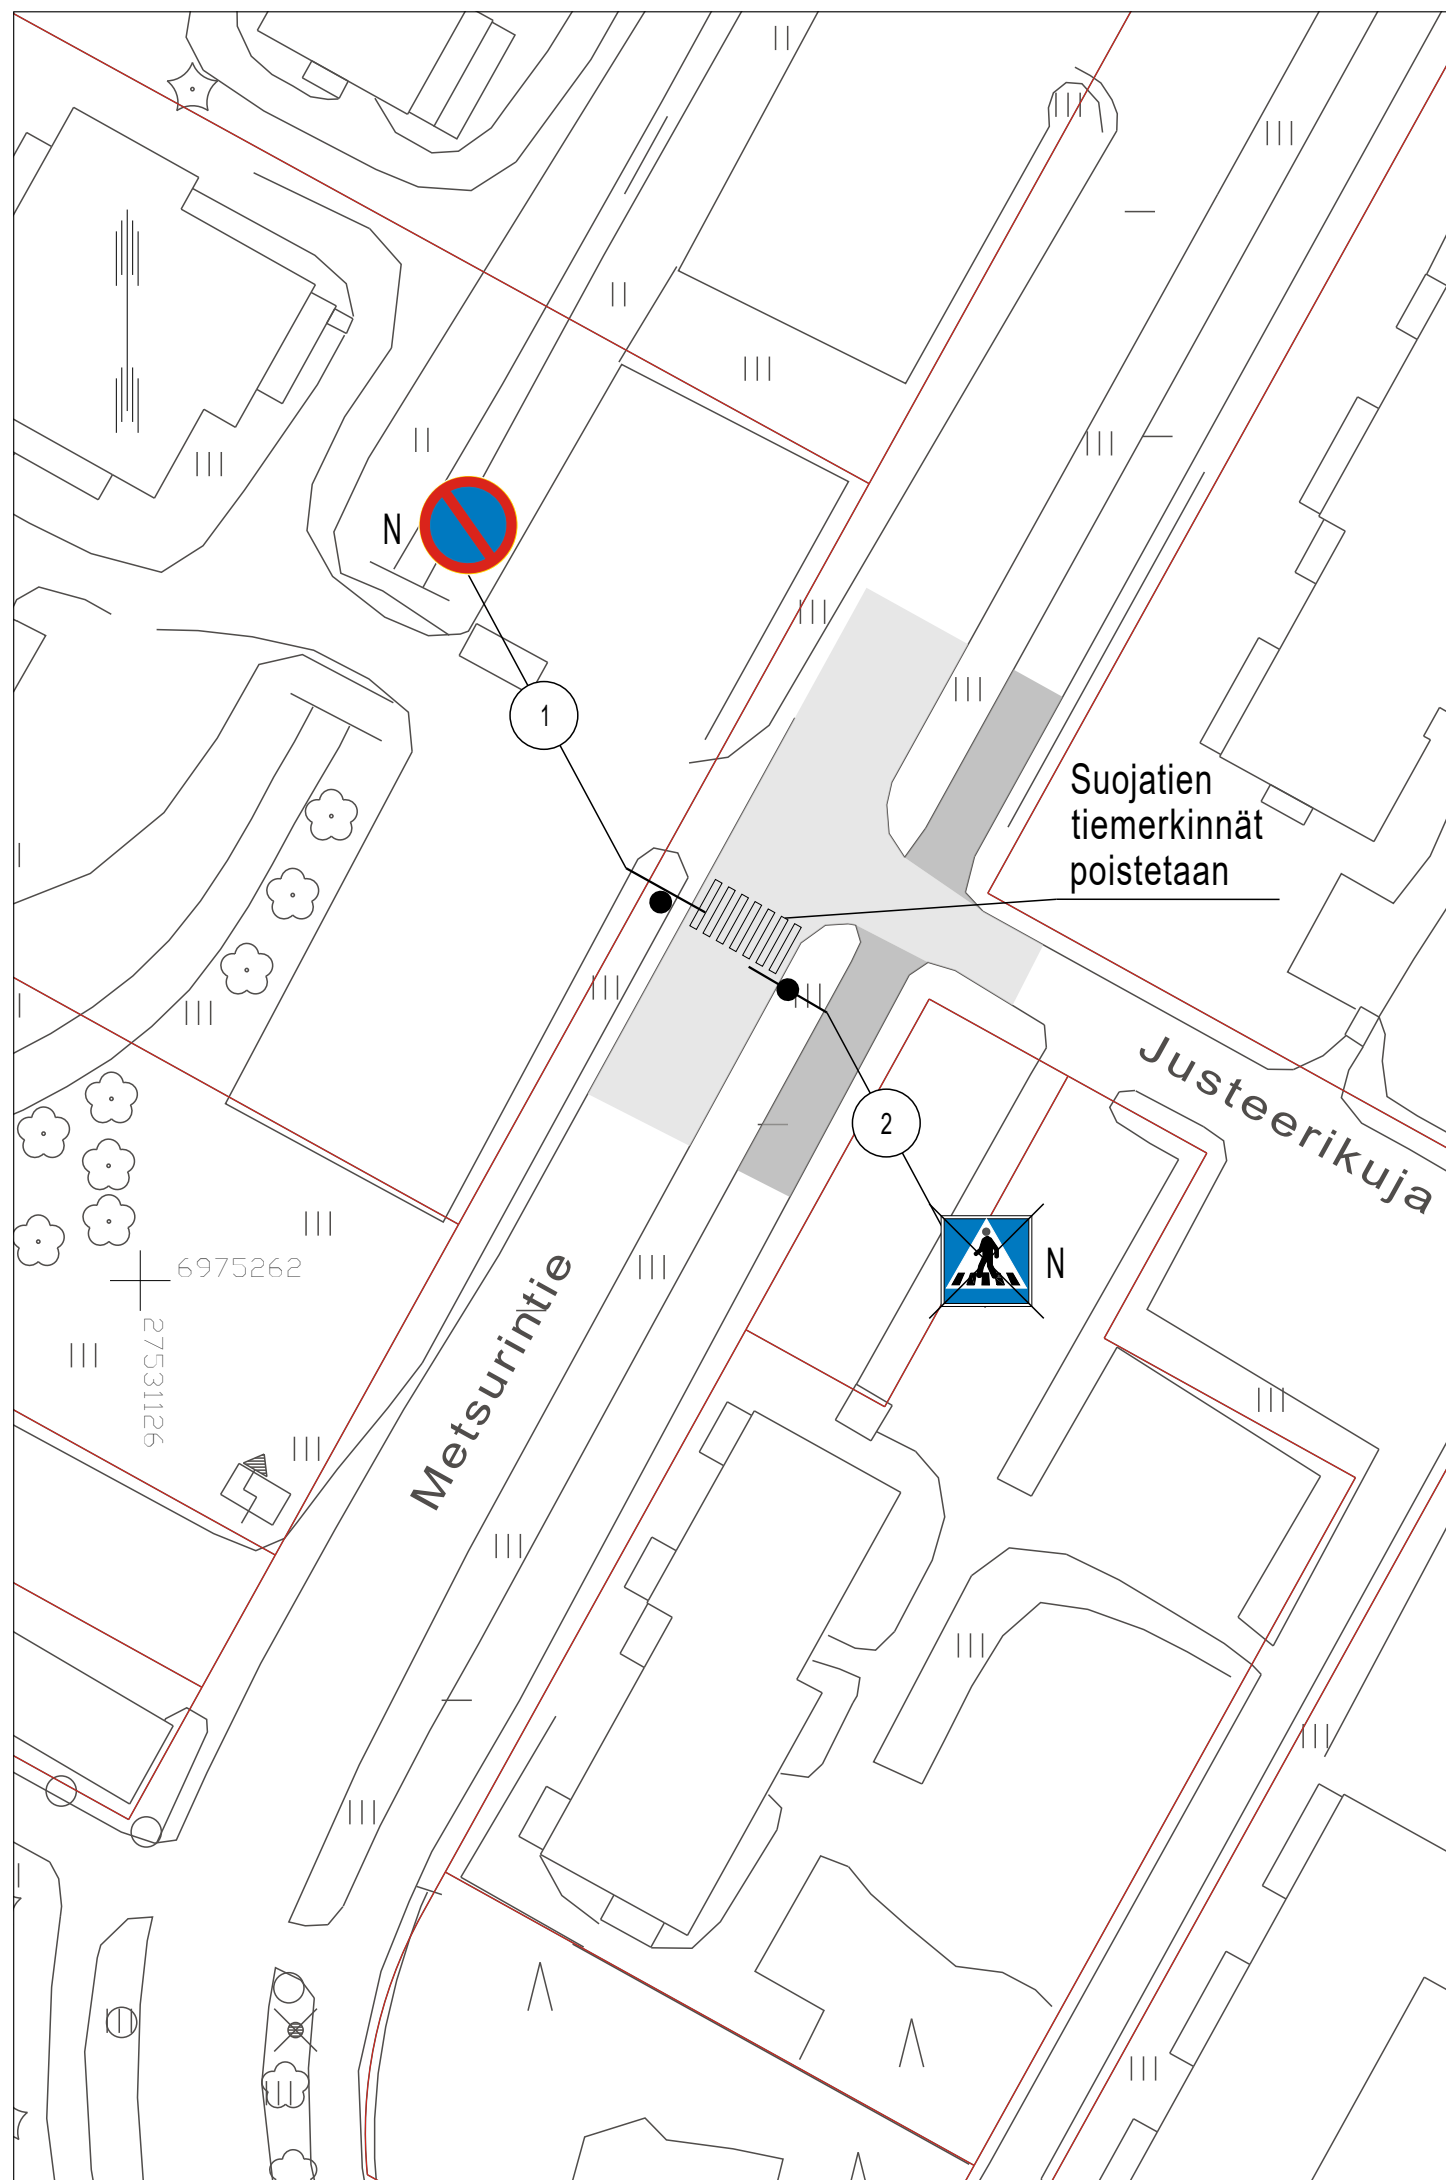 N
1
Suojatien
tiemerkinnät
poistetaan
Justeerikuja
2
N
6975262
27531126
Metsurintie